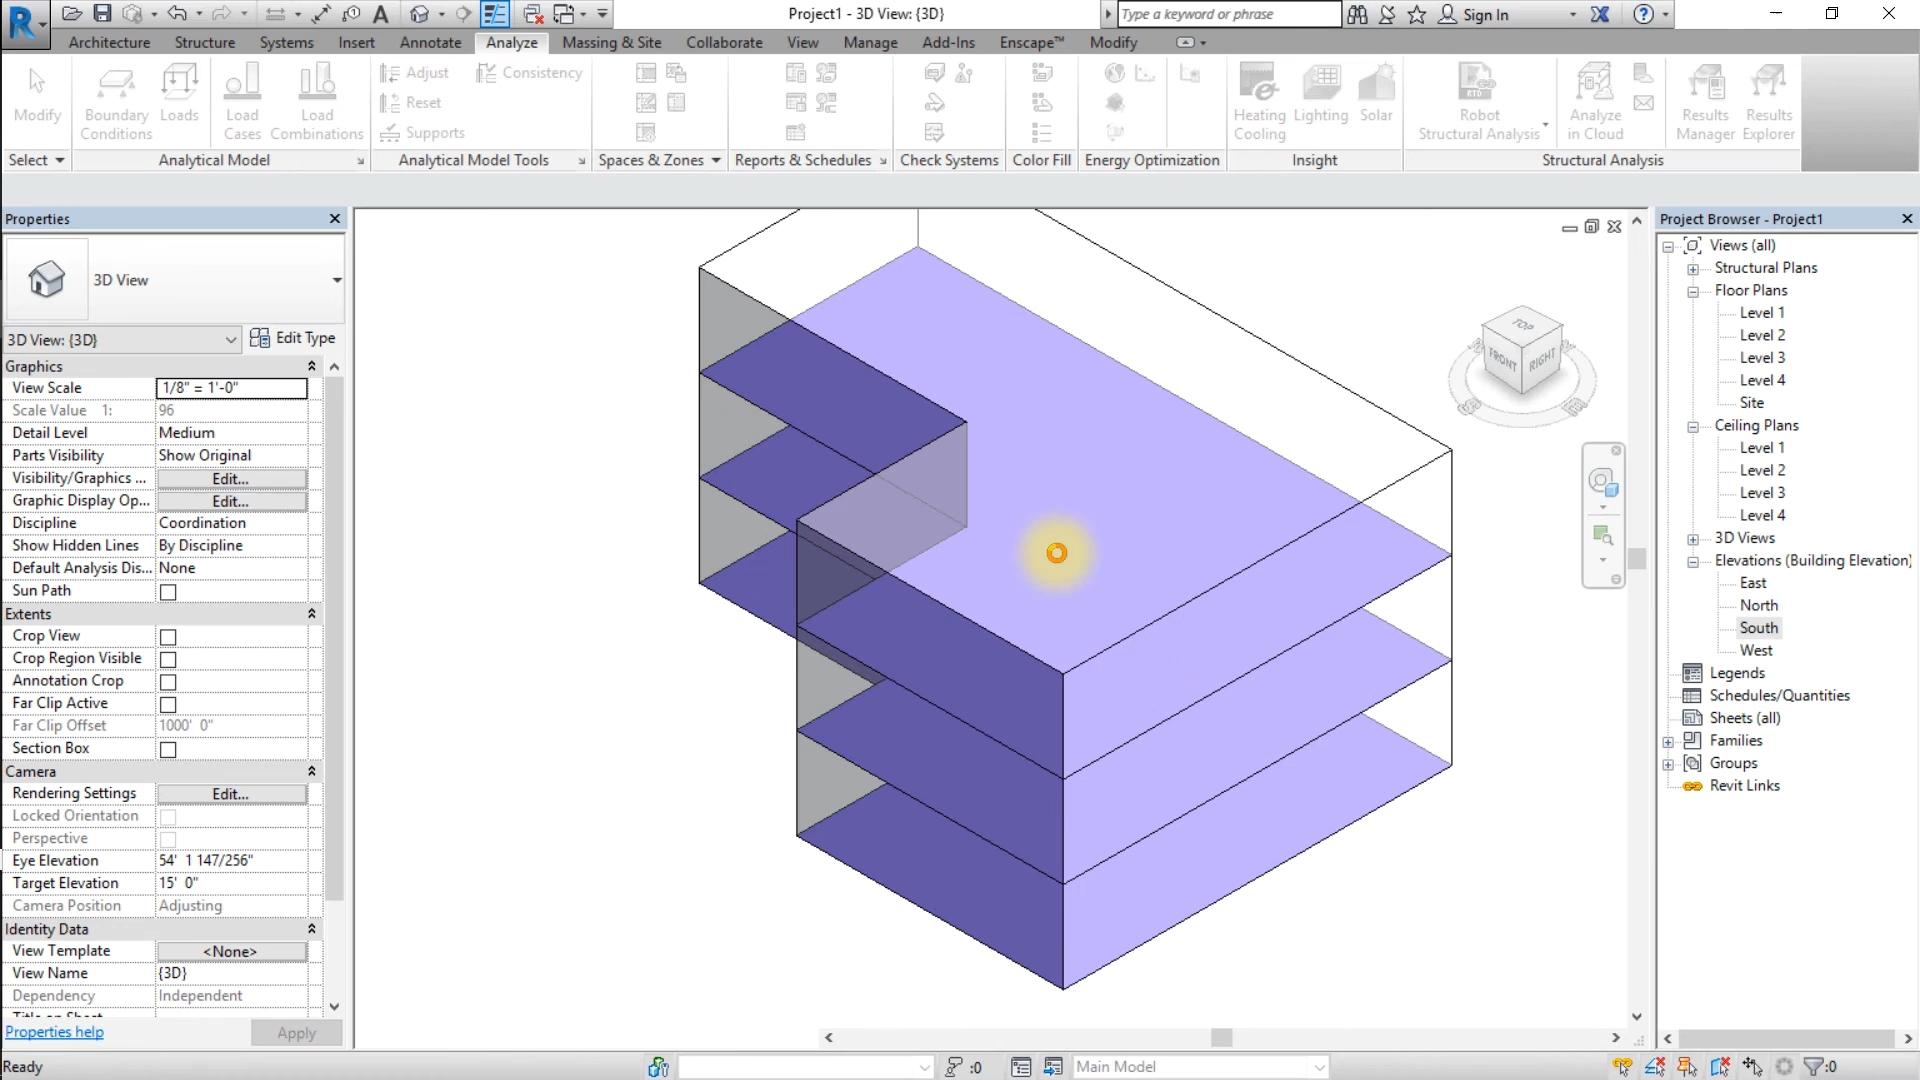 Project1 - 3D View: {3D}
Type a keyword or phrase
Sign In
Architecture Structure Systems Insert Annotate Analyze Massing & Site Collaborate View Manage Add-Ins Enscape™ Modify
Modify
Boundary Conditions
Loads
Load Cases
Load Combinations
Adjust
Reset
Supports
Consistency
Heating Cooling
Lighting
Solar
Robot Structural Analysis
Analyze in Cloud
Results Manager
Results Explorer
Select Analytical Model Analytical Model Tools Spaces & Zones Reports & Schedules Check Systems Color Fill Energy Optimization Insight Structural Analysis
Properties
3D View
3D View: {3D} Edit Type
Graphics
View Scale 1/8" = 1'-0"
Scale Value 1: 96
Detail Level Medium
Parts Visibility Show Original
Visibility/Graphics ... Edit...
Graphic Display Op... Edit...
Discipline Coordination
Show Hidden Lines By Discipline
Default Analysis Dis... None
Sun Path
Extents
Crop View
Crop Region Visible
Annotation Crop
Far Clip Active
Far Clip Offset 1000' 0"
Section Box
Camera
Rendering Settings Edit...
Locked Orientation
Perspective
Eye Elevation 54' 1 147/256"
Target Elevation 15' 0"
Camera Position Adjusting
Identity Data
View Template <None>
View Name {3D}
Dependency Independent
Properties help Apply
TOP
FRONT
RIGHT
Project Browser - Project1
Views (all)
Structural Plans
Floor Plans
Level 1
Level 2
Level 3
Level 4
Site
Ceiling Plans
Level 1
Level 2
Level 3
Level 4
3D Views
Elevations (Building Elevation)
East
North
South
West
Legends
Schedules/Quantities
Sheets (all)
Families
Groups
Revit Links
Ready
:0
Main Model
:0